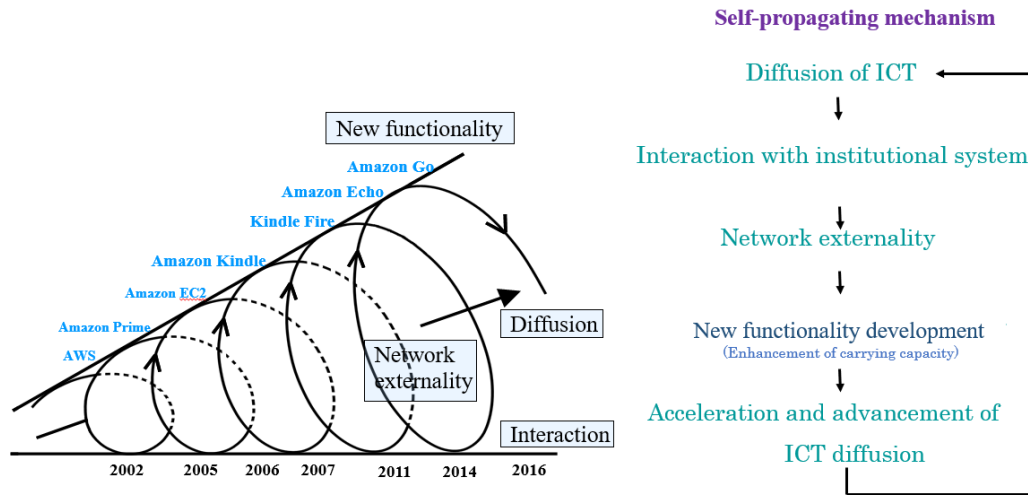 Self-propagating mechanism
Diffusion of ICT
Interaction with institutional system
Network externality
New functionality development
(Enhancement of carrying capacity)
Acceleration and advancement of
ICT diffusion
New functionality
Amazon Go
Amazon Echo
Kindle Fire
Amazon Kindle
Amazon EC2
Amazon Prime
AWS
Diffusion
Network
externality
Interaction
2002 2005 2006 2007 2011 2014 2016